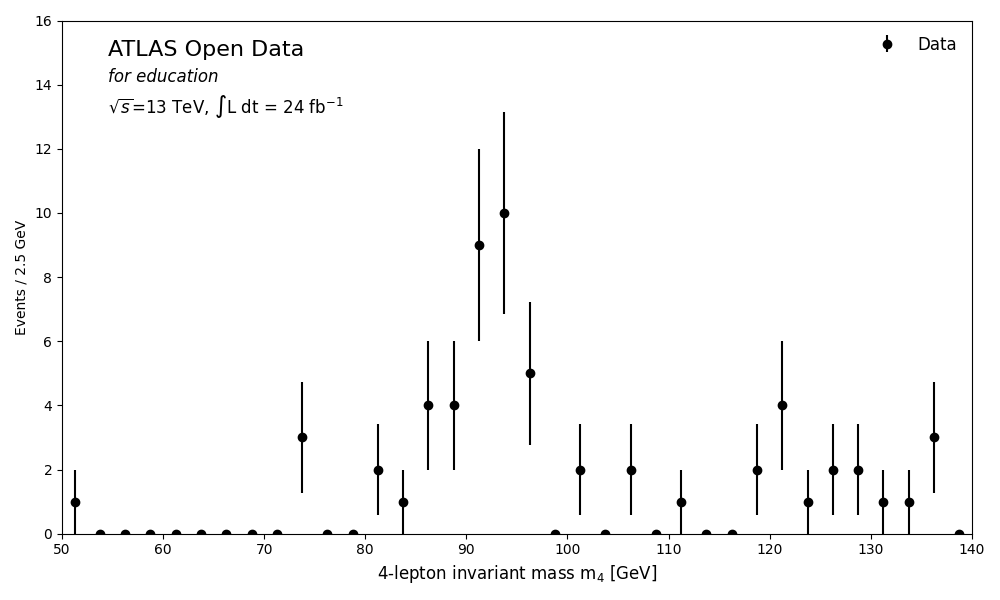 ATLAS Open Data
for education
√s=13 TeV, ∫L dt = 24 fb⁻¹
Data
Events / 2.5 GeV
16
14
12
10
8
6
4
2
0
50 60 70 80 90 100 110 120 130 140
4-lepton invariant mass m₄ [GeV]